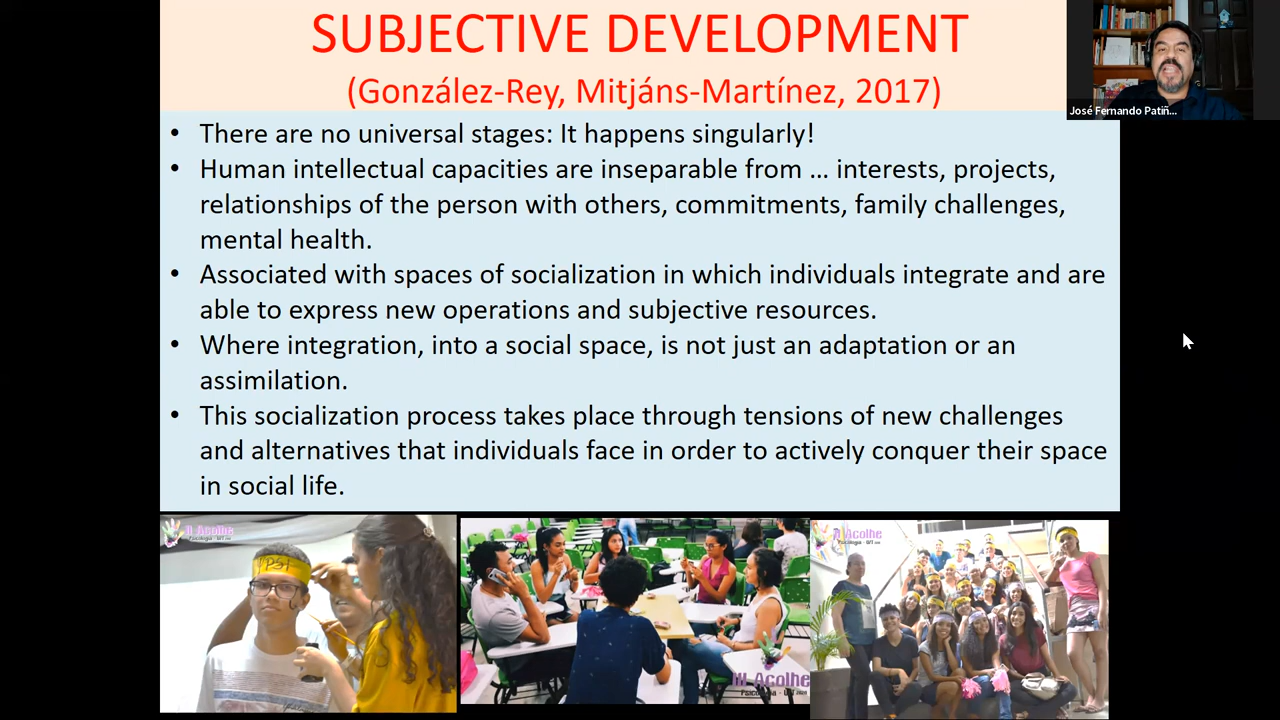 SUBJECTIVE DEVELOPMENT
(González-Rey, Mitjáns-Martínez, 2017)
José Fernando Patiñ...
• There are no universal stages: It happens singularly!
• Human intellectual capacities are inseparable from ... interests, projects,
relationships of the person with others, commitments, family challenges,
mental health.
• Associated with spaces of socialization in which individuals integrate and are
able to express new operations and subjective resources.
• Where integration, into a social space, is not just an adaptation or an
assimilation.
• This socialization process takes place through tensions of new challenges
and alternatives that individuals face in order to actively conquer their space
in social life.
III Acolhe
PSI
III Acolhe
III Acolhe